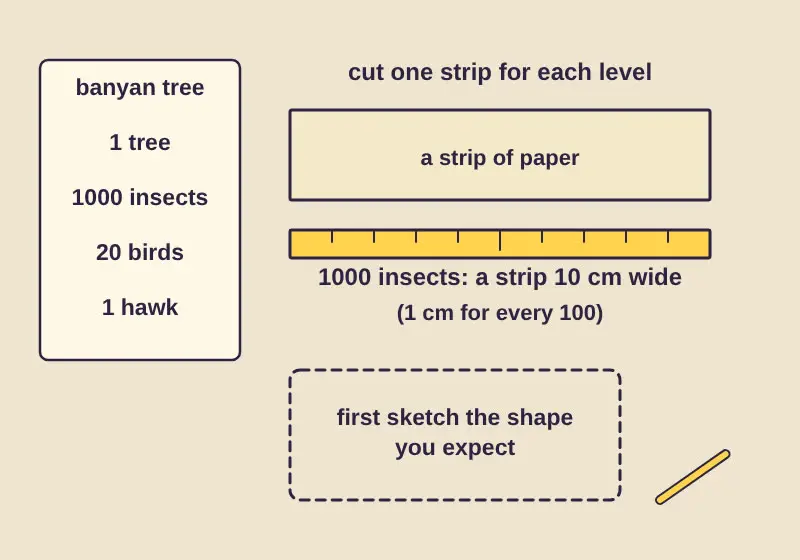 banyan tree
1 tree
1000 insects
20 birds
1 hawk
cut one strip for each level
a strip of paper
1000 insects: a strip 10 cm wide
(1 cm for every 100)
first sketch the shape
you expect